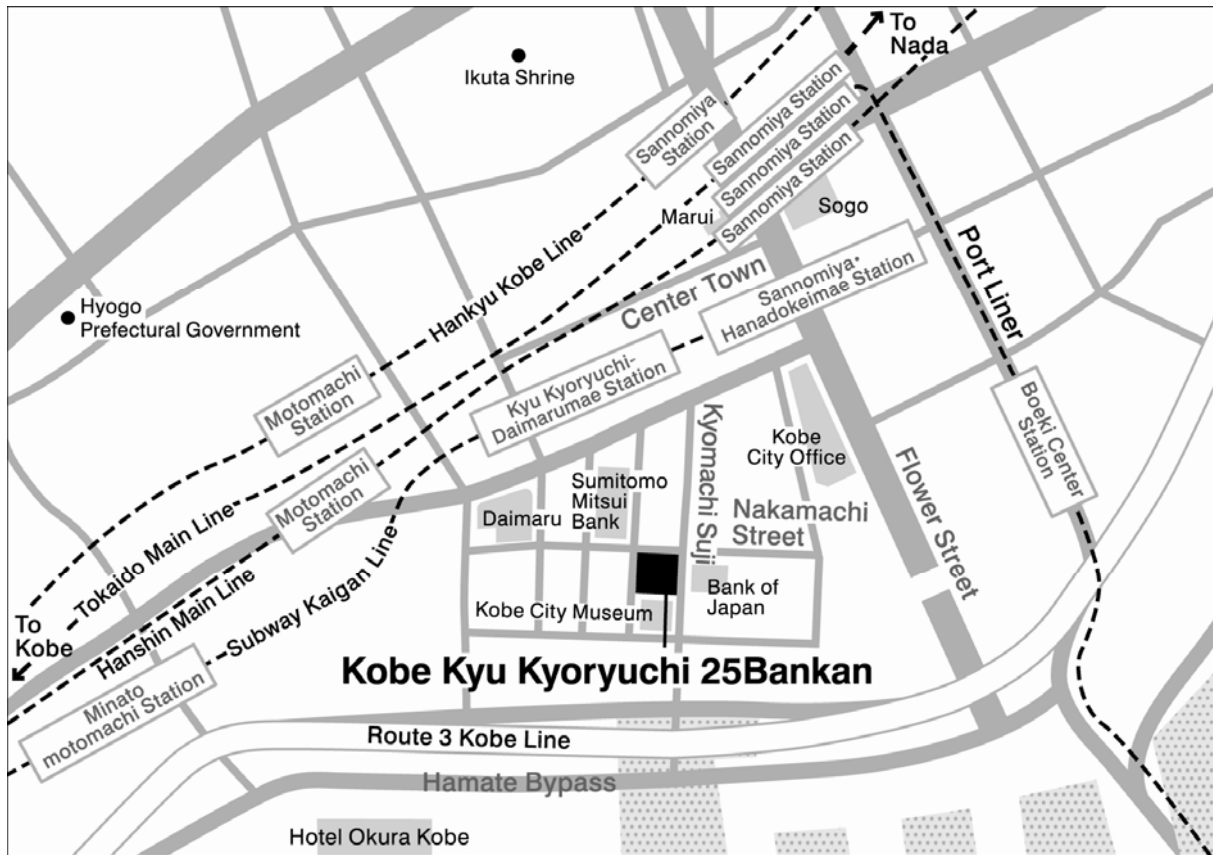 To
Nada
Ikuta Shrine
Sannomiya
Station
Sannomiya Station
Sannomiya Station
Sannomiya Station
Marui
Sogo
Hankyu Kobe Line
Center Town
Sannomiya•
Hanadokeimae Station
Port Liner
Hyogo
Prefectural Government
Motomachi
Station
Kyu Kyoryuchi-
Daimarumae Station
Boeki Center
Station
Kyomachi Suji
Kobe
City Office
Flower Street
Motomachi
Station
Sumitomo
Mitsui
Bank
Daimaru
Nakamachi
Street
Tokaido Main Line
Hanshin Main Line
Subway Kaigan Line
Bank of
Japan
Kobe City Museum
To
Kobe
Kobe Kyu Kyoryuchi 25Bankan
Minato
motomachi Station
Route 3 Kobe Line
Hamate Bypass
Hotel Okura Kobe